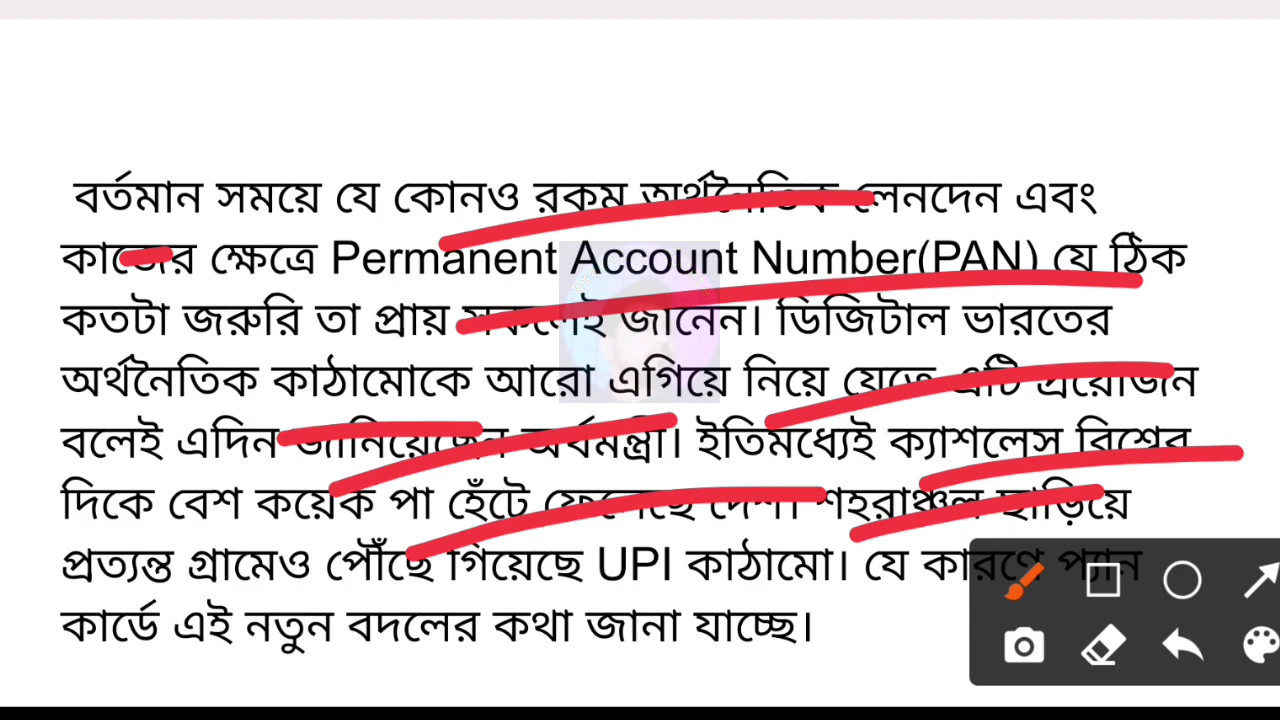 বর্তমান সময়ে যে কোনও রকম অর্থনৈতিক লেনদেন এবং
কাজের ক্ষেত্রে Permanent Account Number(PAN) যে ঠিক
কতটা জরুরি তা প্রায় সকলেই জানেন। ডিজিটাল ভারতের
অর্থনৈতিক কাঠামোকে আরো এগিয়ে নিয়ে যেতে এটি প্রয়োজন
বলেই এদিন জানিয়েছেন অর্থমন্ত্রী। ইতিমধ্যেই ক্যাশলেস বিশ্বের
দিকে বেশ কয়েক পা হেঁটে ফেলেছে দেশ। শহরাঞ্চল ছাড়িয়ে
প্রত্যন্ত গ্রামেও পৌঁছে গিয়েছে UPI কাঠামো। যে কারণে প্যান
কার্ডে এই নতুন বদলের কথা জানা যাচ্ছে।